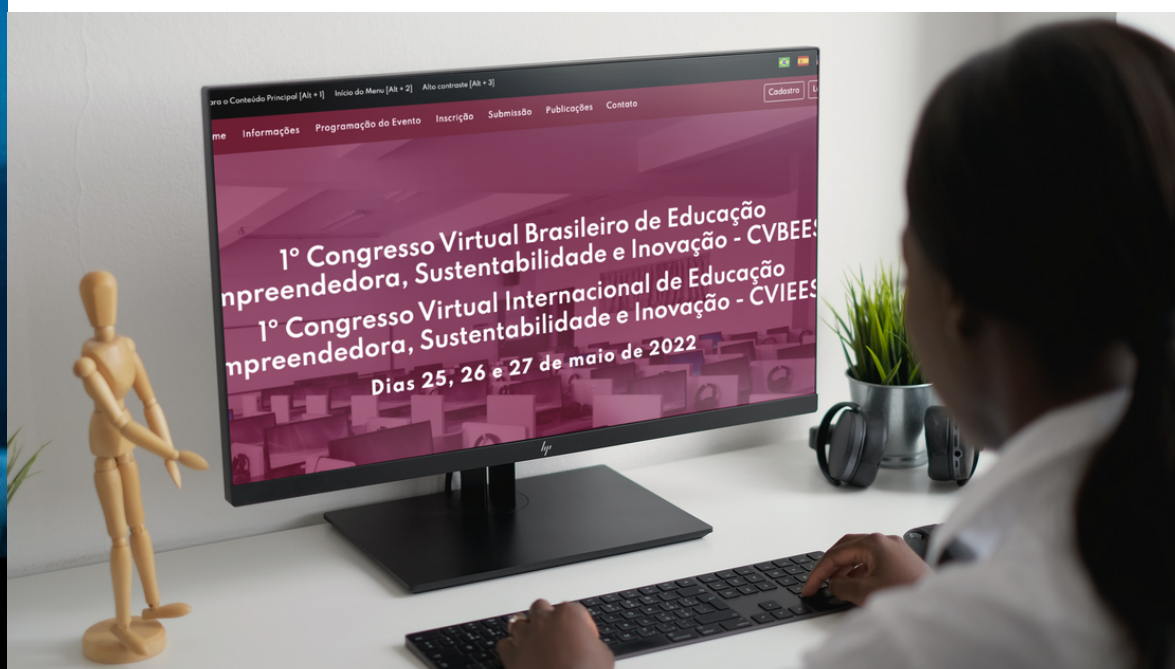 ra o Conteúdo Principal [Alt + 1] Início do Menu [Alt + 2] Alto contraste [Alt + 3]
me Informações Programação do Evento Inscrição Submissão Publicações Contato Cadastro L
1º Congresso Virtual Brasileiro de Educação
mpreendedora, Sustentabilidade e Inovação - CVBEES
1º Congresso Virtual Internacional de Educação
mpreendedora, Sustentabilidade e Inovação - CVIEES
Dias 25, 26 e 27 de maio de 2022
hp